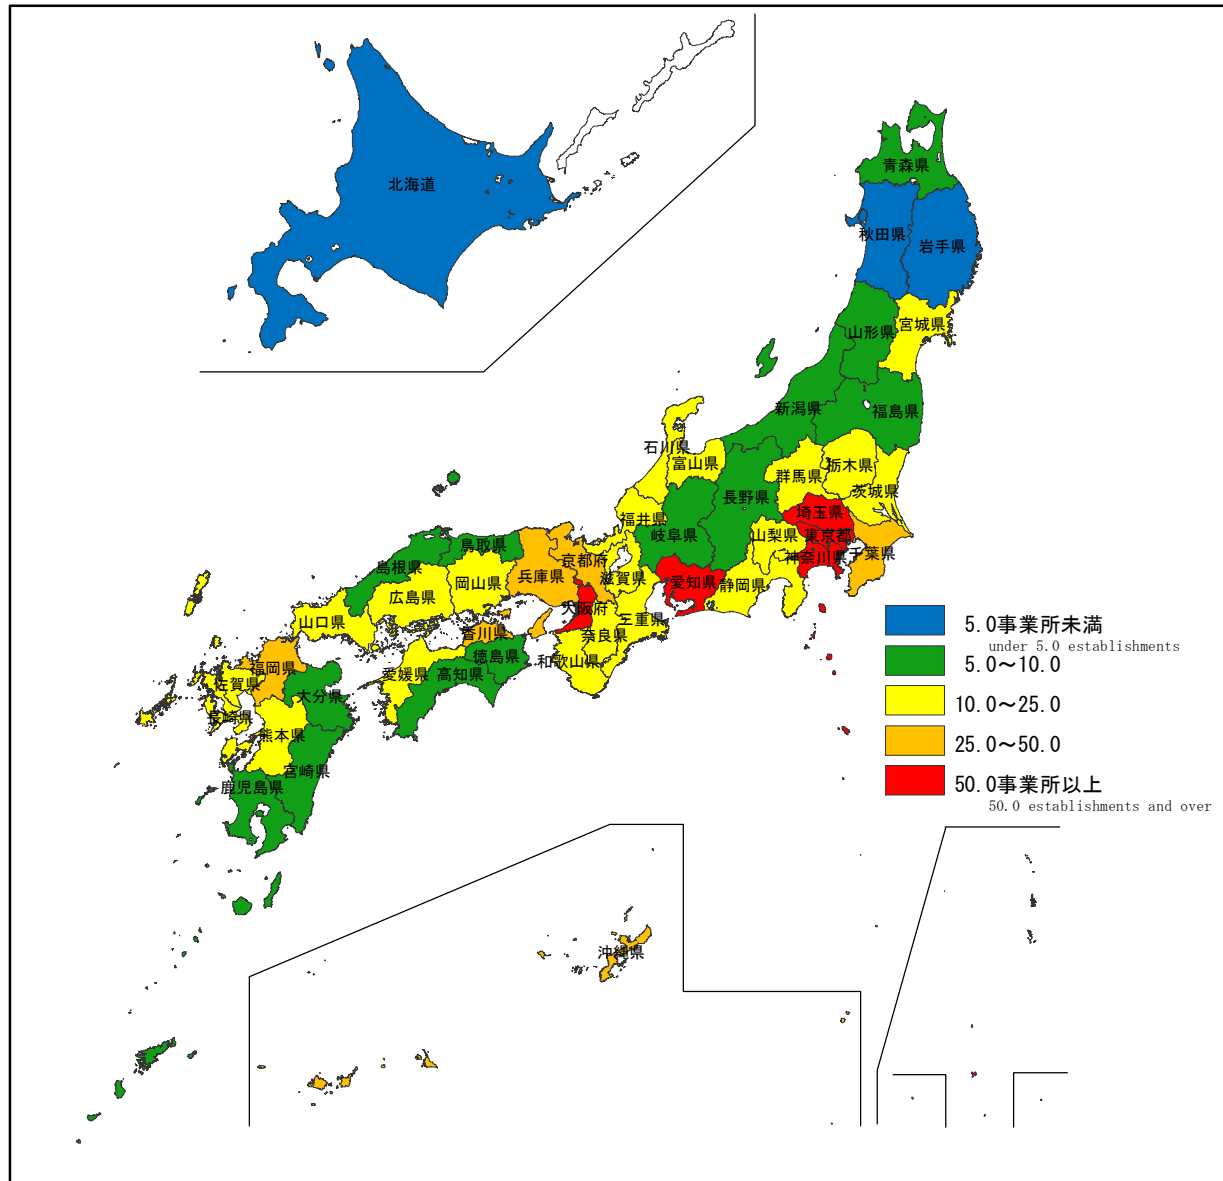 北海道
青森県
秋田県
岩手県
宮城県
山形県
新潟県
福島県
石川県
富山県
栃木県
群馬県
茨城県
長野県
埼玉県
福井県
岐阜県
山梨県
東京都
千葉県
神奈川県
鳥取県
京都府
島根県
岡山県
兵庫県
滋賀県
愛知県
静岡県
広島県
大阪府
三重県
山口県
香川県
奈良県
徳島県
和歌山県
福岡県
愛媛県
高知県
佐賀県
大分県
長崎県
熊本県
宮崎県
鹿児島県
沖縄県
5.0事業所未満
under 5.0 establishments
5.0～10.0
10.0～25.0
25.0～50.0
50.0事業所以上
50.0 establishments and over